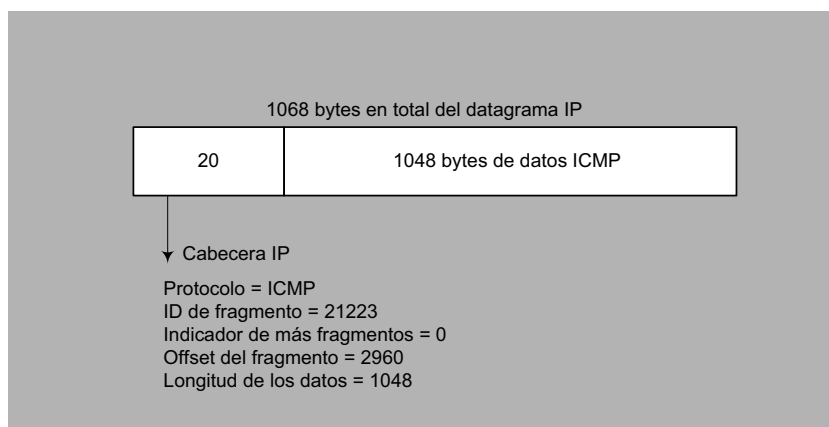 1068 bytes en total del datagrama IP
20
1048 bytes de datos ICMP
Cabecera IP
Protocolo = ICMP
ID de fragmento = 21223
Indicador de más fragmentos = 0
Offset del fragmento = 2960
Longitud de los datos = 1048